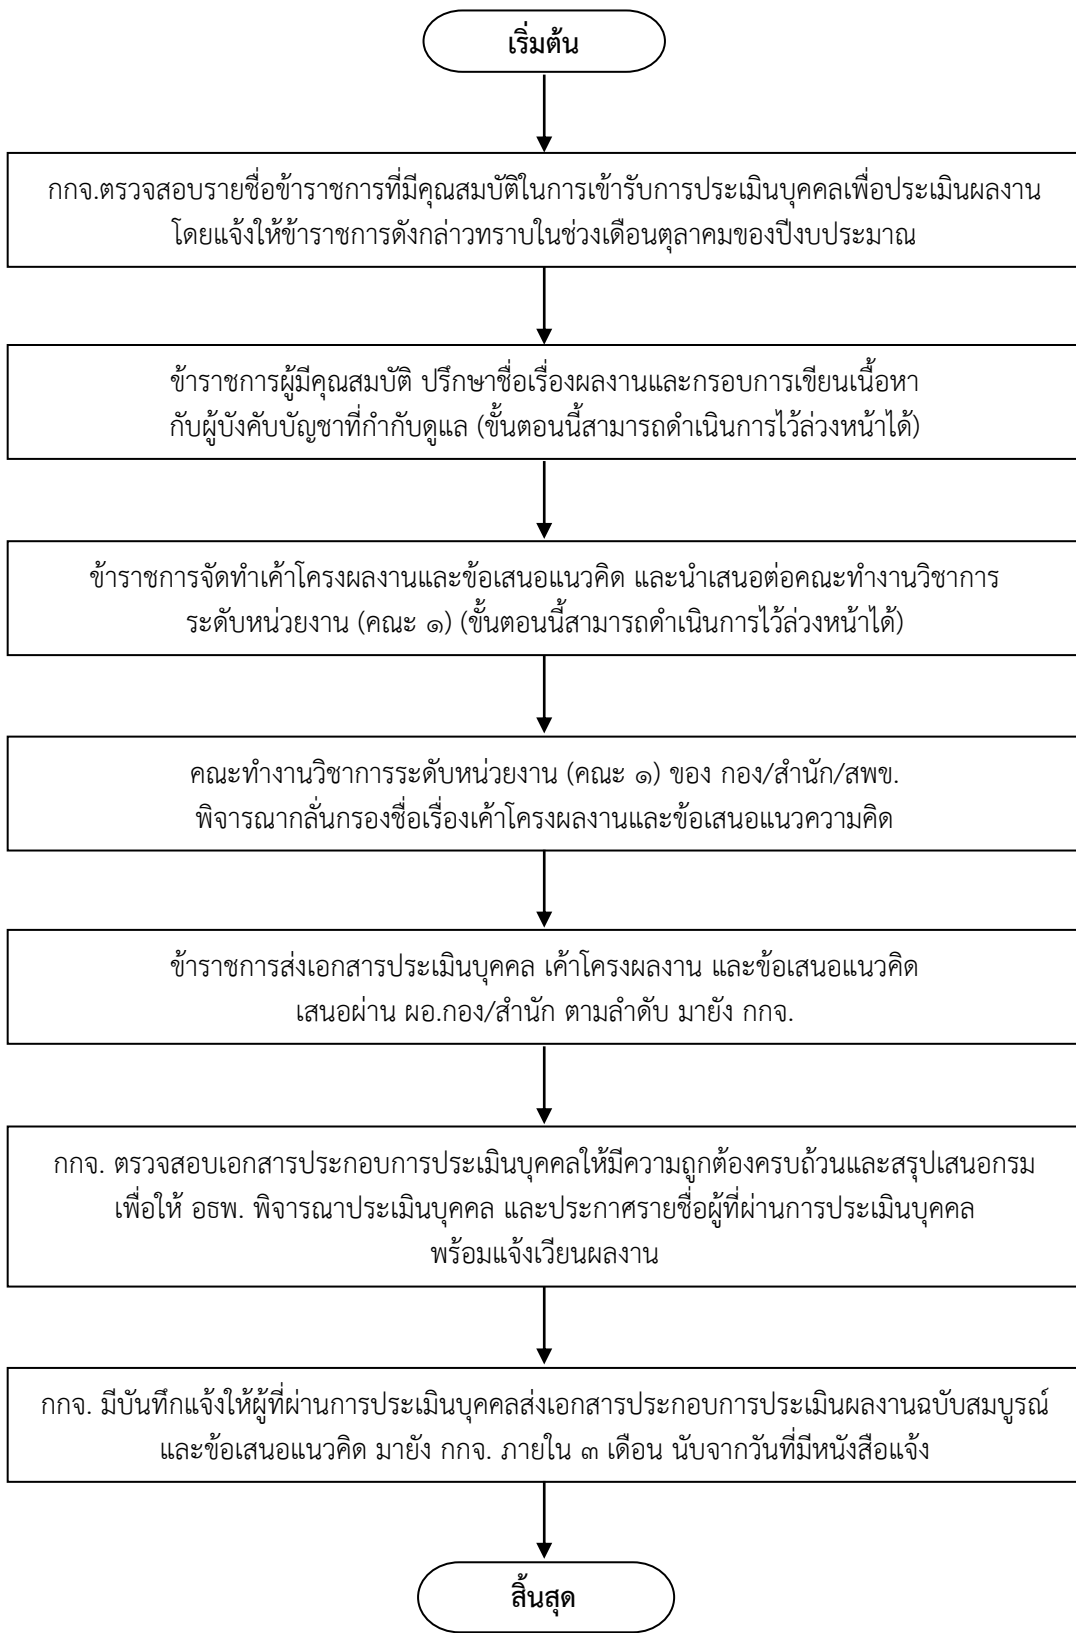 เริ่มต้น
กกจ.ตรวจสอบรายชื่อข้าราชการที่มีคุณสมบัติในการเข้ารับการประเมินบุคคลเพื่อประเมินผลงาน
โดยแจ้งให้ข้าราชการดังกล่าวทราบในช่วงเดือนตุลาคมของปีงบประมาณ
ข้าราชการผู้มีคุณสมบัติ ปรึกษาชื่อเรื่องผลงานและกรอบการเขียนเนื้อหา
กับผู้บังคับบัญชาที่กำกับดูแล (ขั้นตอนนี้สามารถดำเนินการไว้ล่วงหน้าได้)
ข้าราชการจัดทำเค้าโครงผลงานและข้อเสนอแนวคิด และนำเสนอต่อคณะทำงานวิชาการ
ระดับหน่วยงาน (คณะ ๑) (ขั้นตอนนี้สามารถดำเนินการไว้ล่วงหน้าได้)
คณะทำงานวิชาการระดับหน่วยงาน (คณะ ๑) ของ กอง/สำนัก/สพข.
พิจารณากลั่นกรองชื่อเรื่องเค้าโครงผลงานและข้อเสนอแนวความคิด
ข้าราชการส่งเอกสารประเมินบุคคล เค้าโครงผลงาน และข้อเสนอแนวคิด
เสนอผ่าน ผอ.กอง/สำนัก ตามลำดับ มายัง กกจ.
กกจ. ตรวจสอบเอกสารประกอบการประเมินบุคคลให้มีความถูกต้องครบถ้วนและสรุปเสนอกรม
เพื่อให้ อธพ. พิจารณาประเมินบุคคล และประกาศรายชื่อผู้ที่ผ่านการประเมินบุคคล
พร้อมแจ้งเวียนผลงาน
กกจ. มีบันทึกแจ้งให้ผู้ที่ผ่านการประเมินบุคคลส่งเอกสารประกอบการประเมินผลงานฉบับสมบูรณ์
และข้อเสนอแนวคิด มายัง กกจ. ภายใน ๓ เดือน นับจากวันที่มีหนังสือแจ้ง
สิ้นสุด